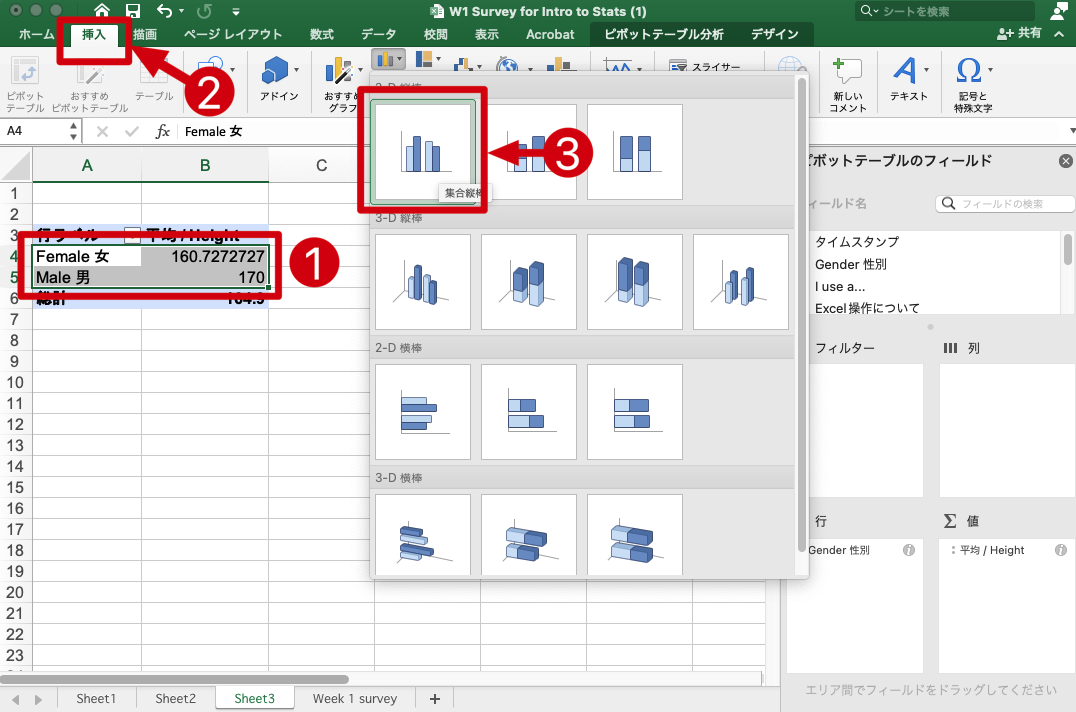 W1 Survey for Intro to Stats (1)
シートを検索
ホーム 挿入 描画 ページ レイアウト 数式 データ 校閲 表示 Acrobat ピボットテーブル分析 デザイン
共有
2
ピボット
テーブル
おすすめ
ピボットテーブル
テーブル
アドイン
おすすめ
グラフ
スライサー
新しい
コメント
テキスト
記号と
特殊文字
A4
fx
Female 女
A B C
3
集合縦棒
3-D 縦棒
2-D 横棒
3-D 横棒
1
2
3 行ラベル 平均 / Height
4 Female 女 160.7272727
5 Male 男 170
6 総計 164.9
1
7
8
9
10
11
12
13
14
15
16
17
18
19
20
21
22
23
ピボットテーブルのフィールド
フィールド名
フィールドの検索
タイムスタンプ
Gender 性別
I use a...
Excel操作について
フィルター
列
行
Σ 値
Gender 性別
平均 / Height
エリア間でフィールドをドラッグしてください
Sheet1 Sheet2 Sheet3 Week 1 survey +